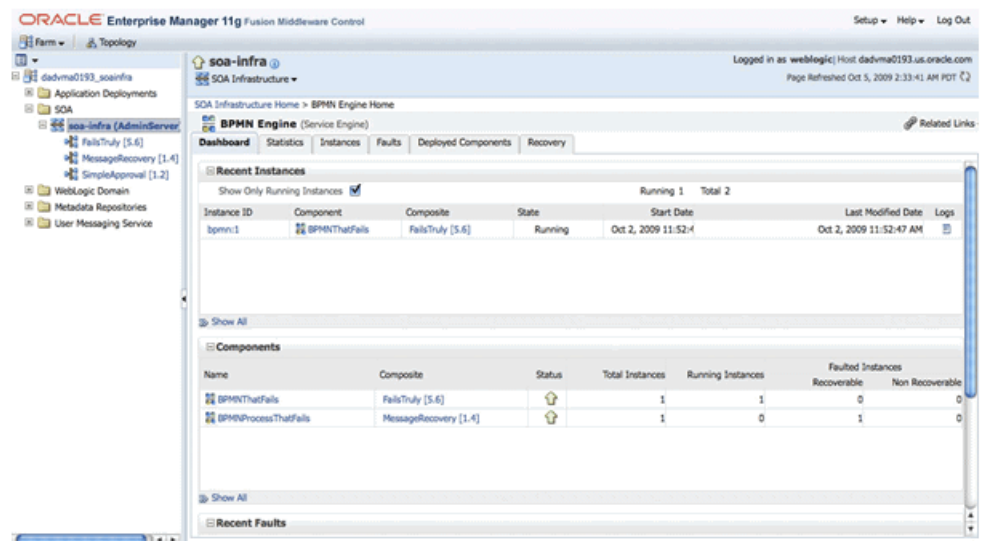 ORACLE Enterprise Manager 11g Fusion Middleware Control
Setup Help Log Out
Farm Topology
soa-infra
Logged in as weblogic| Host dadvma0193.us.oracle.com
SOA Infrastructure
Page Refreshed Oct 5, 2009 2:33:41 AM PDT
dadvma0193_soainfra
Application Deployments
SOA
soa-infra (AdminServer
FailsTruly [5.6]
MessageRecovery [1.4]
SimpleApproval [1.2]
WebLogic Domain
Metadata Repositories
User Messaging Service
SOA Infrastructure Home > BPMN Engine Home
BPMN Engine (Service Engine)
Related Links
Dashboard Statistics Instances Faults Deployed Components Recovery
Recent Instances
Show Only Running Instances
Running 1 Total 2
Instance ID Component Composite State Start Date Last Modified Date Logs
bpmn:1 BPMNThatFails FailsTruly [5.6] Running Oct 2, 2009 11:52:4 Oct 2, 2009 11:52:47 AM
Show All
Components
Faulted Instances
Name Composite Status Total Instances Running Instances Recoverable Non Recoverable
BPMNThatFails FailsTruly [5.6] 1 1 0 0
BPMNProcessThatFails MessageRecovery [1.4] 1 0 1 0
Show All
Recent Faults